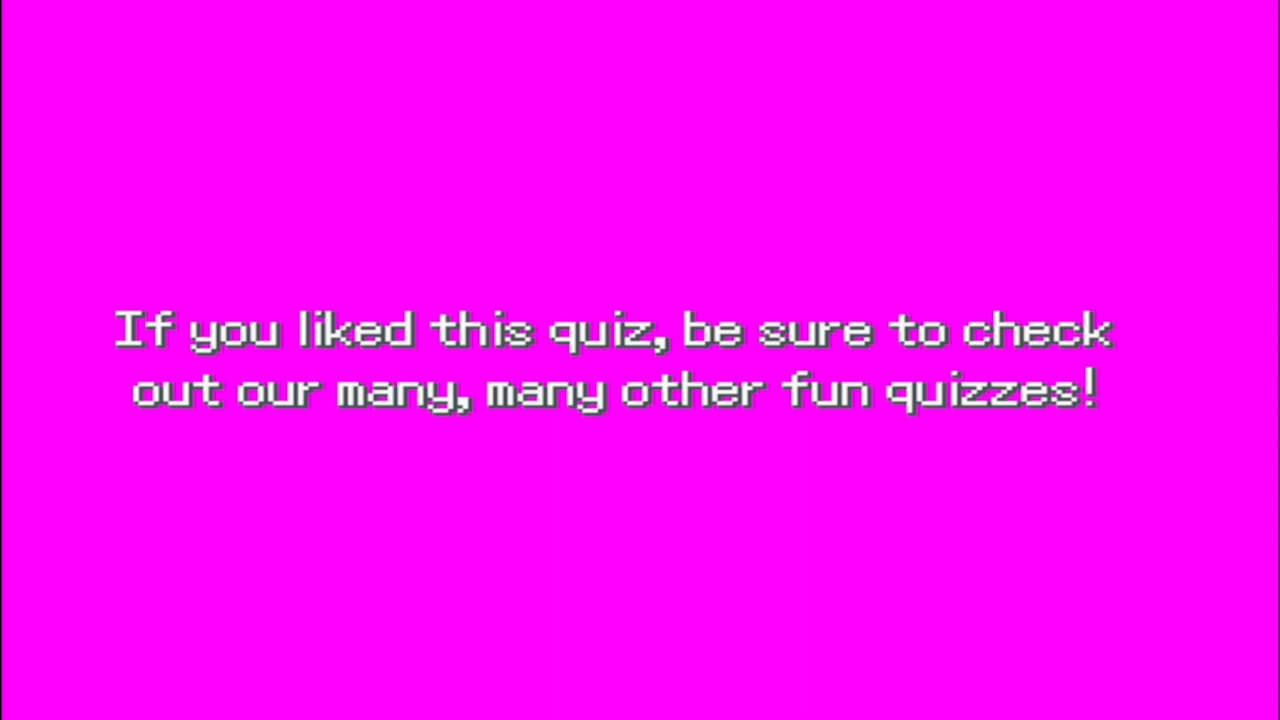 If you liked this quiz, be sure to check
out our many, many other fun quizzes!